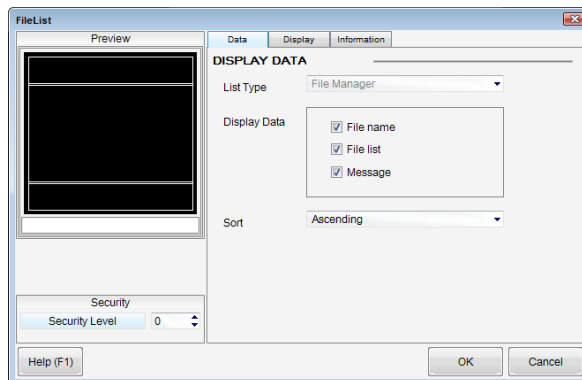 FileList
Preview
Data Display Information
DISPLAY DATA
List Type File Manager
Display Data
File name
File list
Message
Sort Ascending
Security
Security Level 0
Help (F1) OK Cancel